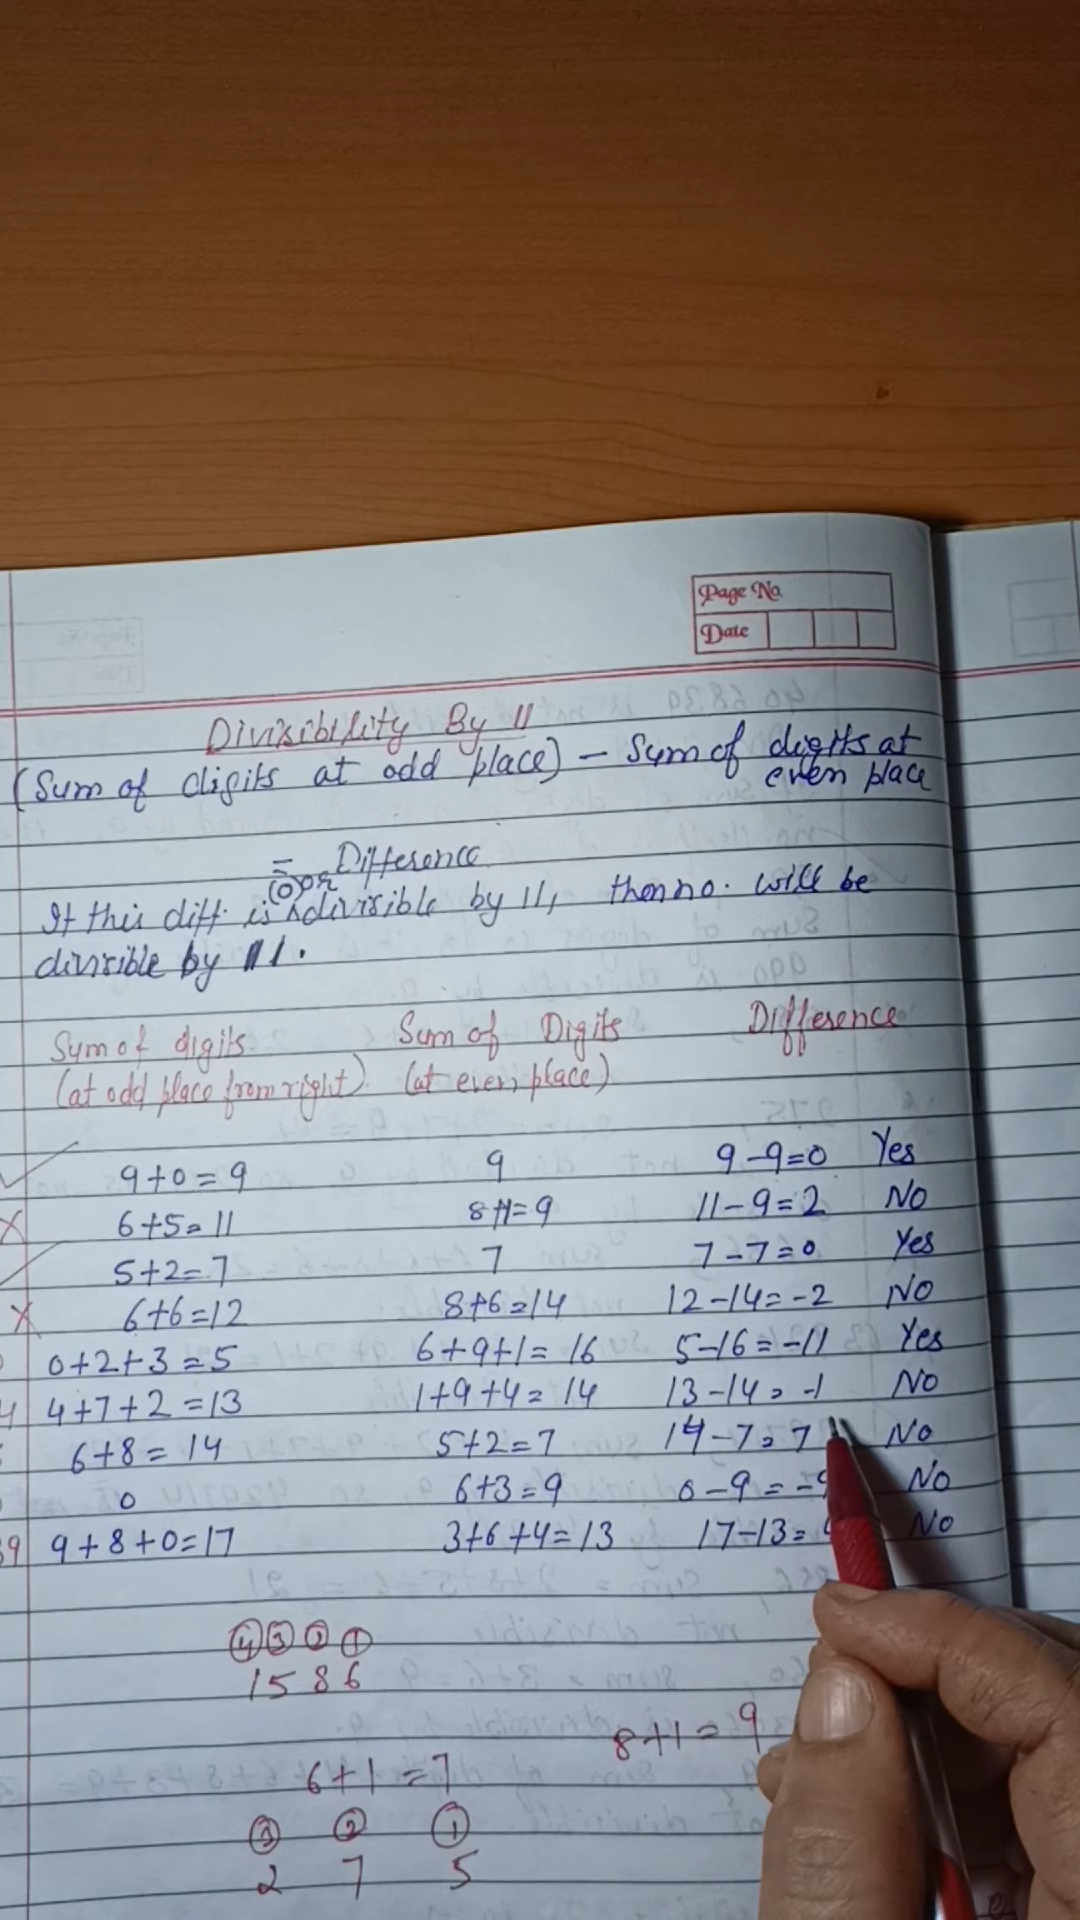 Page No.
Date
Divisibility By 11
(Sum of digits at odd place) - Sum of digits at
even place
= Difference
(0) or
If this diff. is ^ divisible by 11, then no. will be
divisible by 11.
Sum of digits Sum of Digits Difference
(at odd place from right) (at even place)
9+0=9 9 9-9=0 Yes
6+5=11 8+1=9 11-9=2 NO
5+2=7 7 7-7=0 Yes
6+6=12 8+6=14 12-14=-2 NO
0+2+3=5 6+9+1=16 5-16=-11 Yes
4+7+2=13 1+9+4=14 13-14=-1 NO
6+8=14 5+2=7 14-7=7 No
0 6+3=9 0-9=-9 No
39 9+8+0=17 3+6+4=13 17-13= No
④ ③ ② ①
1586
8+1=9
6+1=7
③ ② ①
2 7 5